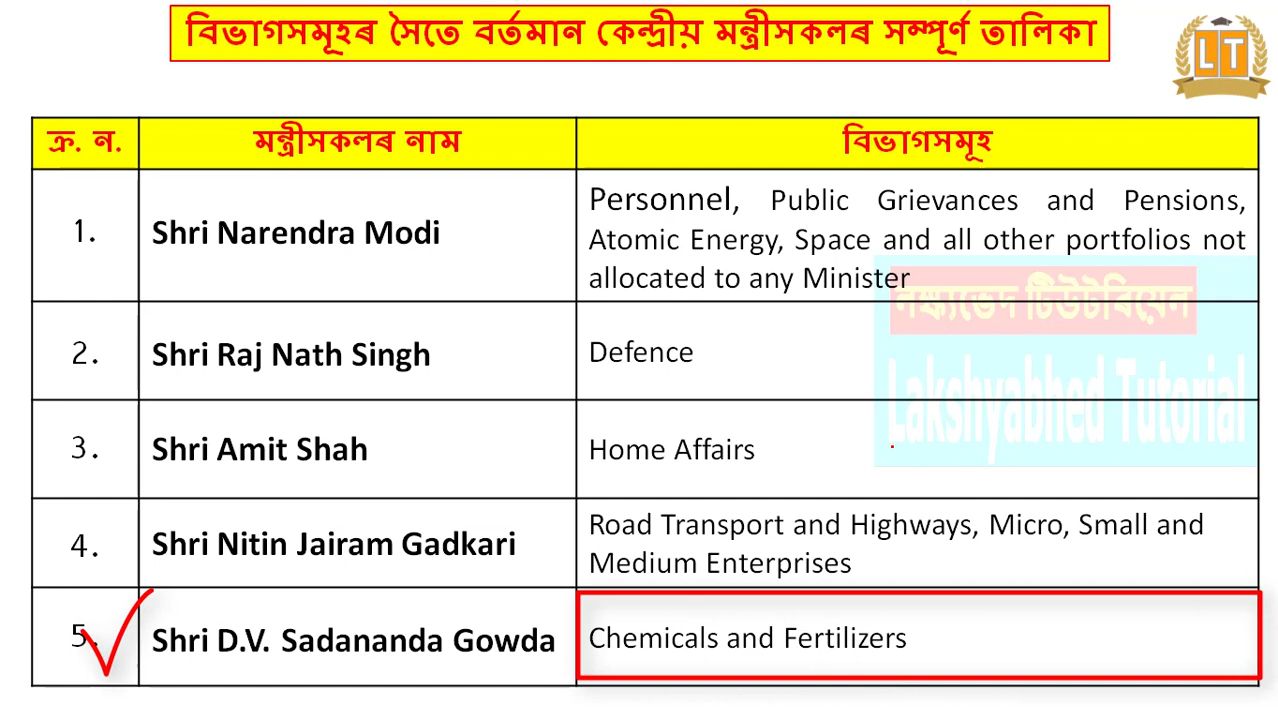 বিভাগসমূহৰ সৈতে বৰ্তমান কেন্দ্ৰীয় মন্ত্ৰীসকলৰ সম্পূৰ্ণ তালিকা
LT
ক্ৰ. ন.
মন্ত্ৰীসকলৰ নাম
বিভাগসমূহ
1.
Shri Narendra Modi
Personnel, Public Grievances and Pensions,
Atomic Energy, Space and all other portfolios not
allocated to any Minister
লক্ষ্যভেদ টিউটৰিয়েল
2.
Shri Raj Nath Singh
Defence
Lakshyabhed Tutorial
3.
Shri Amit Shah
Home Affairs
4.
Shri Nitin Jairam Gadkari
Road Transport and Highways, Micro, Small and
Medium Enterprises
5.
Shri D.V. Sadananda Gowda
Chemicals and Fertilizers